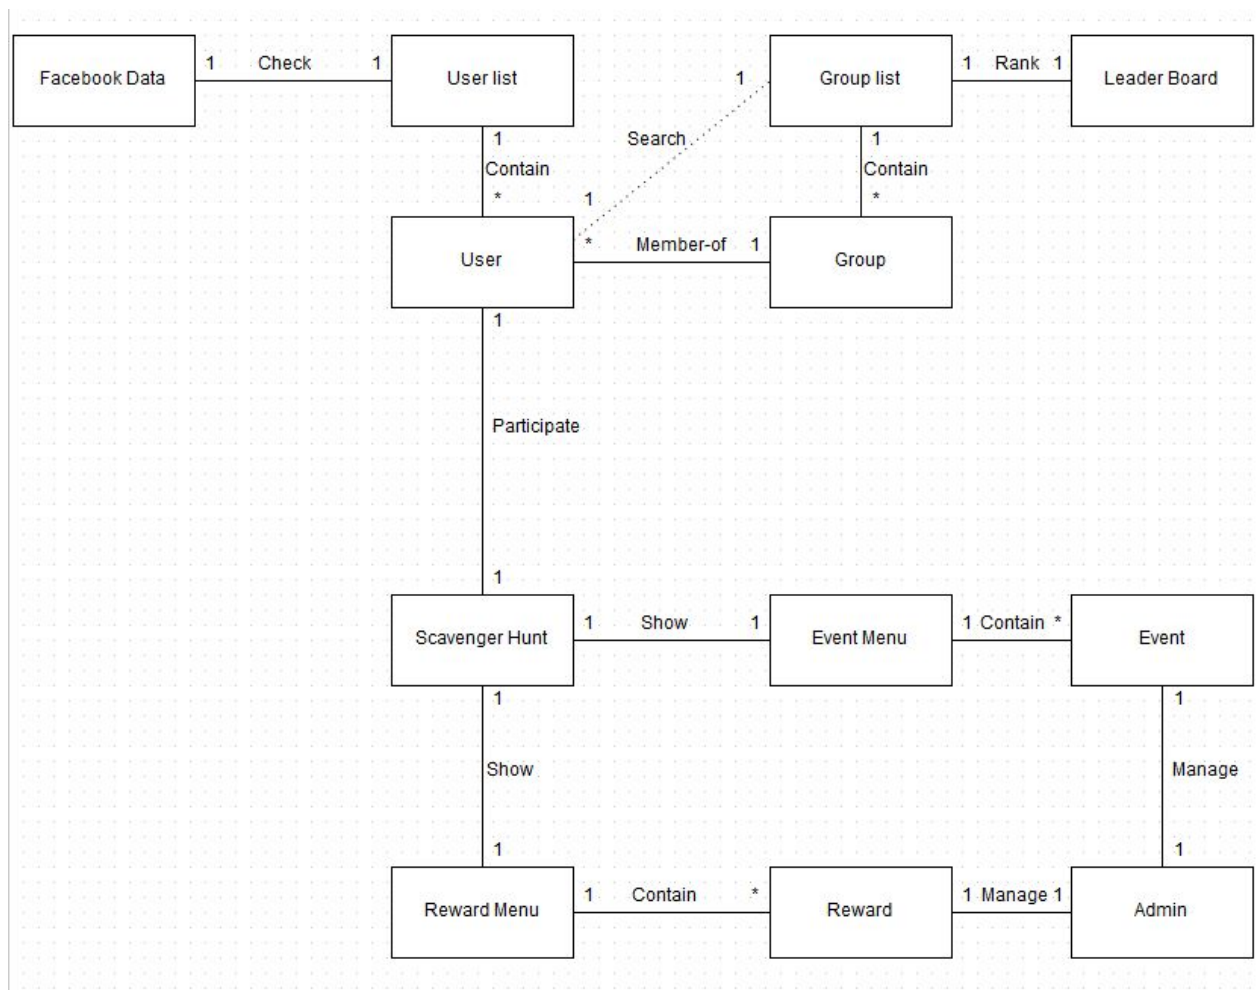 1 Check 1
1
1 Rank 1
Facebook Data
User list
Group list
Leader Board
1
Search
1
Contain
Contain
*
1
*
* Member-of 1
User
Group
1
Participate
1
1 Show 1
1 Contain *
Scavenger Hunt
Event Menu
Event
1
1
Show
Manage
1
1
1 Contain *
1 Manage 1
Reward Menu
Reward
Admin